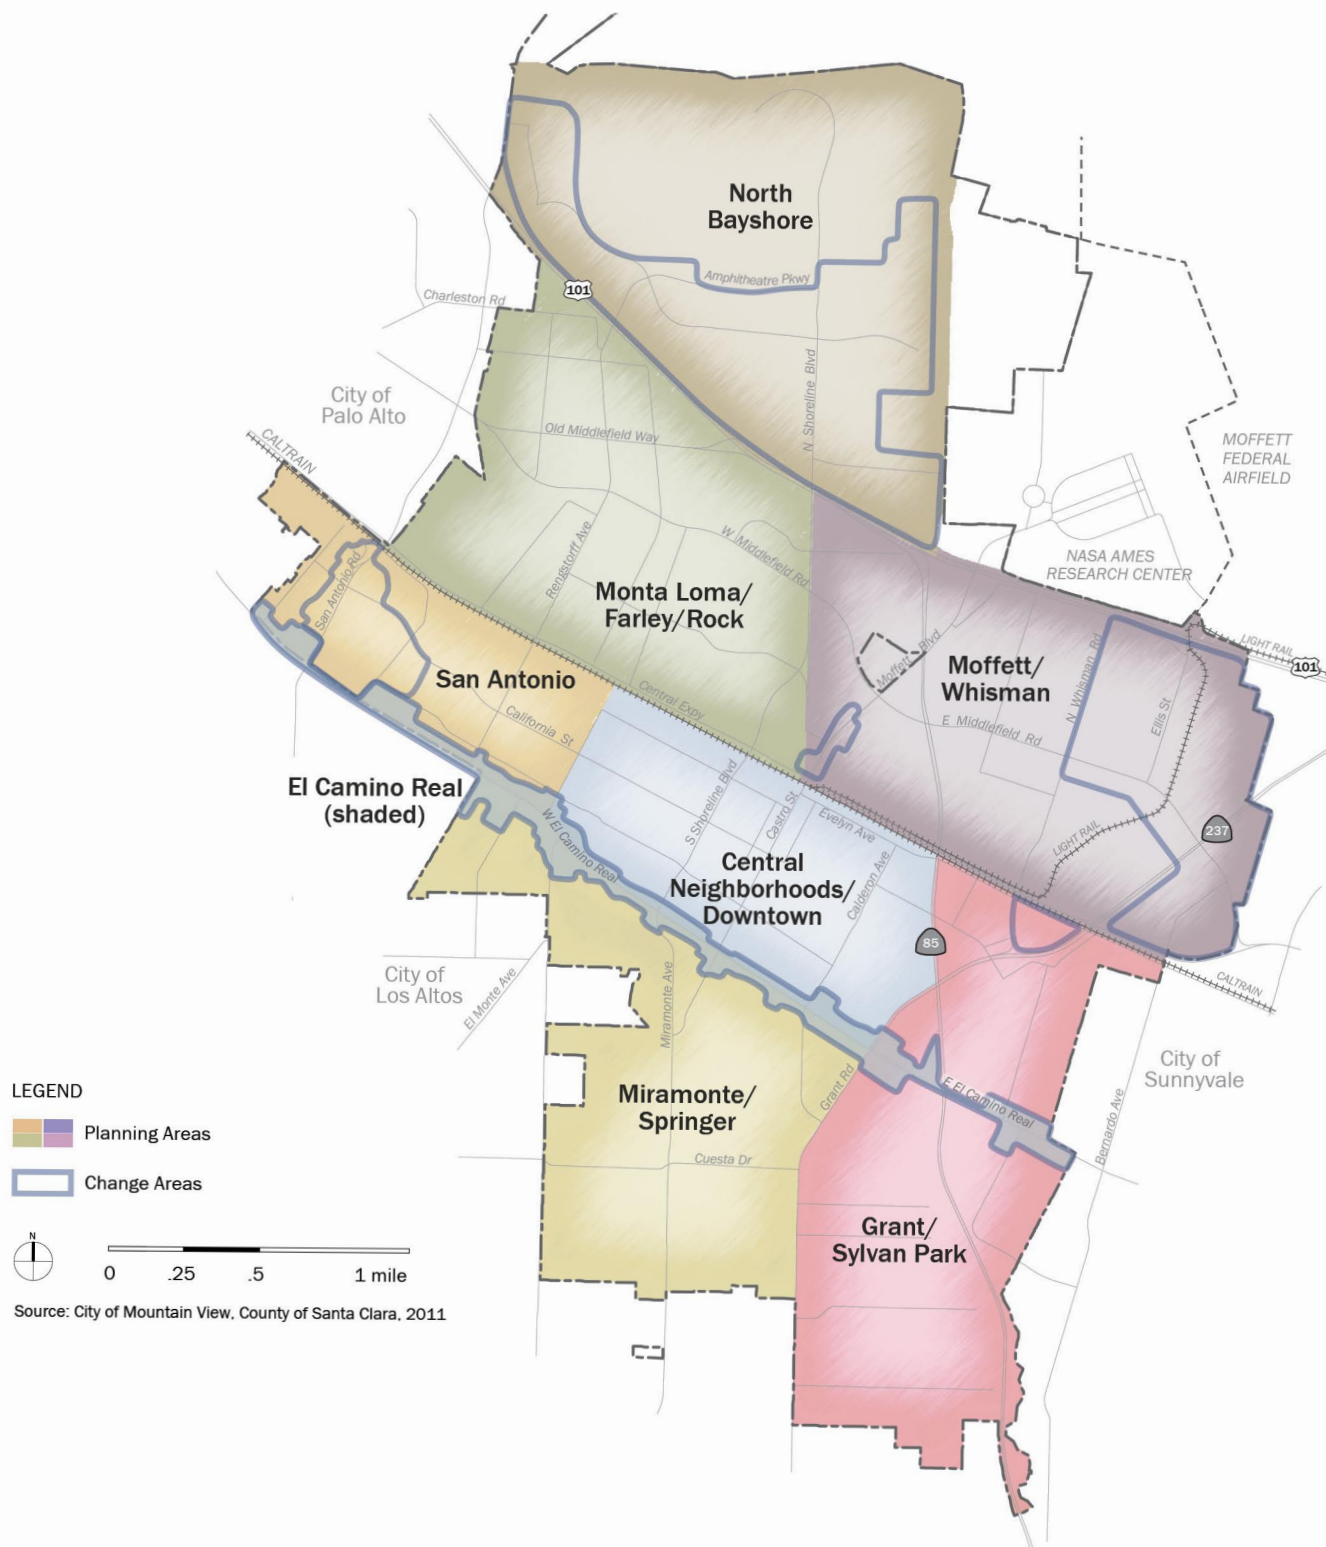 North
Bayshore
Amphitheatre Pkwy
101
Charleston Rd
N Shoreline Blvd
City of
Palo Alto
Old Middlefield Way
CALTRAIN
MOFFETT
FEDERAL
AIRFIELD
W Middlefield Rd
Rengstorff Ave
NASA AMES
RESEARCH CENTER
San Antonio Rd
Monta Loma/
Farley/Rock
Moffett Blvd
LIGHT RAIL
101
Moffett/
Whisman
N Whisman Rd
San Antonio
Central Expy
Ellis St
California St
E Middlefield Rd
El Camino Real
(shaded)
S Shoreline Blvd
Castro St
Evelyn Ave
W El Camino Real
LIGHT RAIL
237
Central
Neighborhoods/
Downtown
Calderon Ave
85
City of
Los Altos
El Monte Ave
Miramonte Ave
CALTRAIN
City of
Sunnyvale
LEGEND
Planning Areas
Change Areas
Miramonte/
Springer
Grant Rd
E El Camino Real
Bernardo Ave
Cuesta Dr
Grant/
Sylvan Park
N
0 .25 .5 1 mile
Source: City of Mountain View, County of Santa Clara, 2011